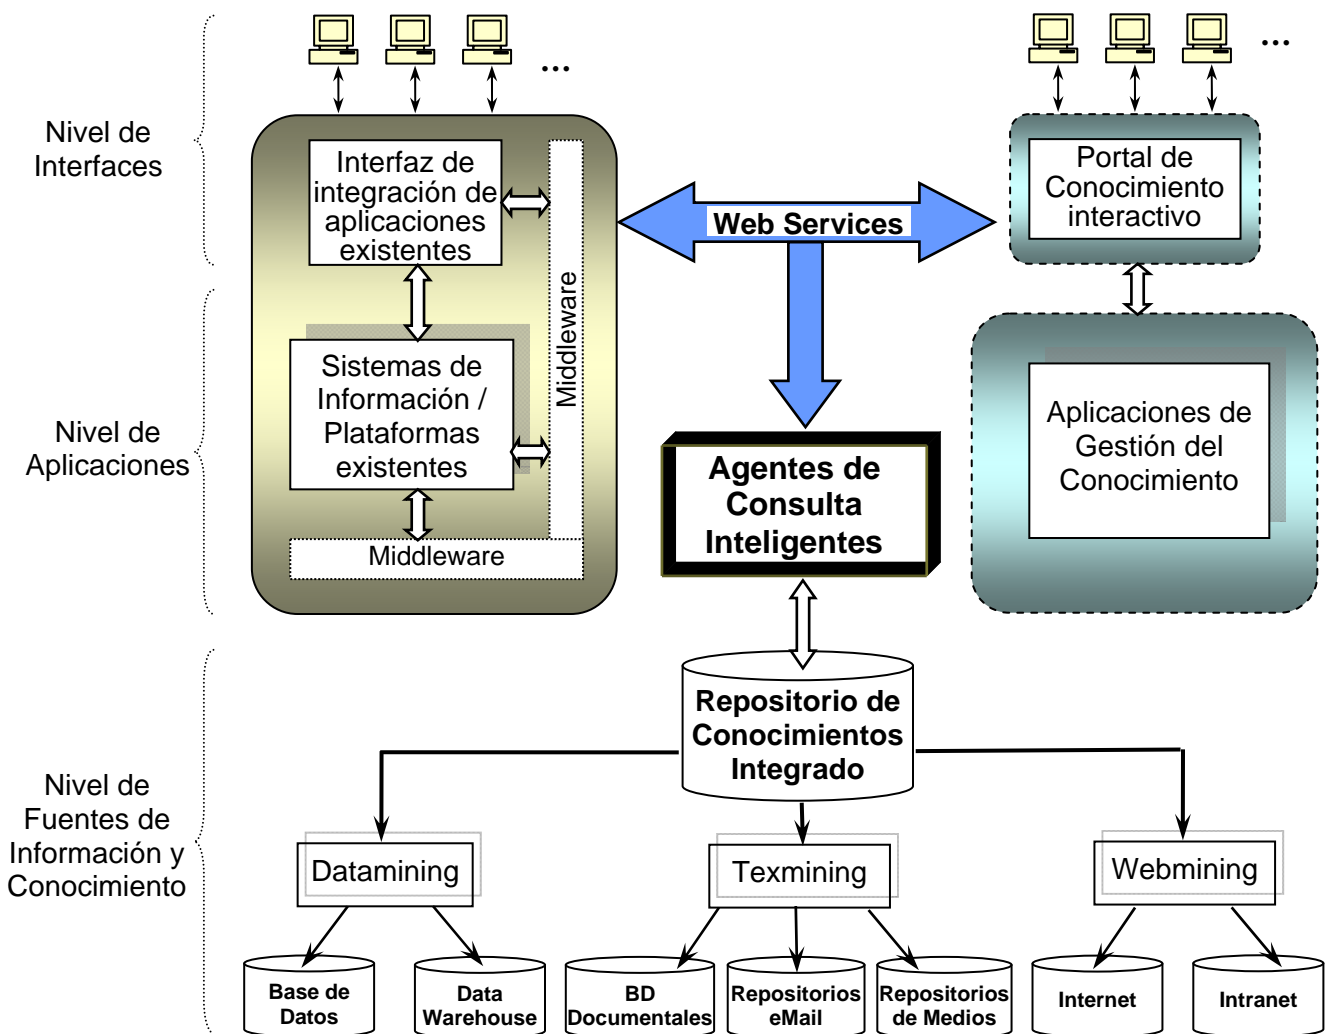 ...
...
Nivel de
Interfaces
Interfaz de
integración de
aplicaciones
existentes
Middleware
Web Services
Portal de
Conocimiento
interactivo
Nivel de
Aplicaciones
Sistemas de
Información /
Plataformas
existentes
Middleware
Agentes de
Consulta
Inteligentes
Aplicaciones de
Gestión del
Conocimiento
Nivel de
Fuentes de
Información y
Conocimiento
Repositorio de
Conocimientos
Integrado
Datamining
Texmining
Webmining
Base de
Datos
Data
Warehouse
BD
Documentales
Repositorios
eMail
Repositorios
de Medios
Internet
Intranet